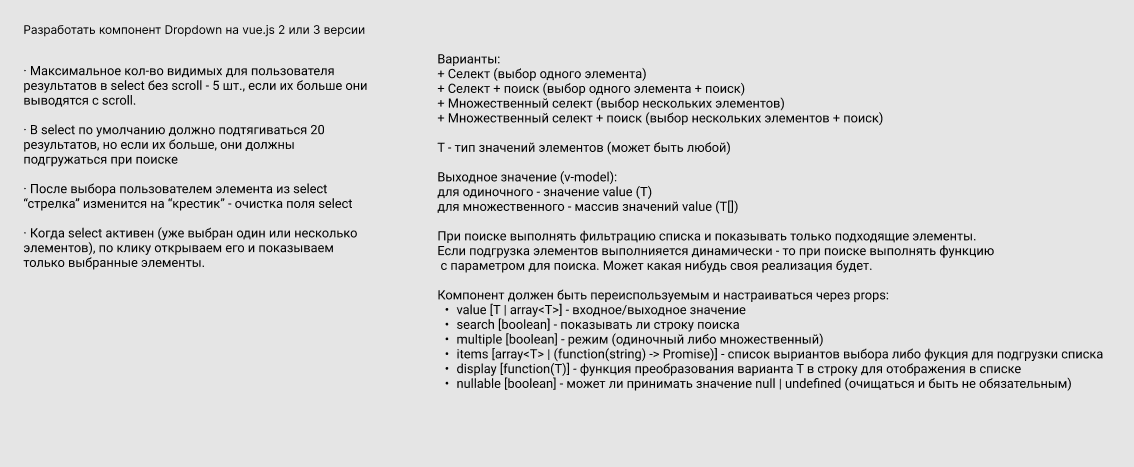 Разработать компонент Dropdown на vue.js 2 или 3 версии
· Максимальное кол-во видимых для пользователя
результатов в select без scroll - 5 шт., если их больше они
выводятся с scroll.
· В select по умолчанию должно подтягиваться 20
результатов, но если их больше, они должны
подгружаться при поиске
· После выбора пользователем элемента из select
“стрелка” изменится на “крестик” - очистка поля select
· Когда select активен (уже выбран один или несколько
элементов), по клику открываем его и показываем
только выбранные элементы.
Варианты:
+ Селект (выбор одного элемента)
+ Селект + поиск (выбор одного элемента + поиск)
+ Множественный селект (выбор нескольких элементов)
+ Множественный селект + поиск (выбор нескольких элементов + поиск)
T - тип значений элементов (может быть любой)
Выходное значение (v-model):
для одиночного - значение value (T)
для множественного - массив значений value (T[])
При поиске выполнять фильтрацию списка и показывать только подходящие элементы.
Если подгрузка элементов выполнияется динамически - то при поиске выполнять функцию
с параметром для поиска. Может какая нибудь своя реализация будет.
Компонент должен быть переиспользуемым и настраиваться через props:
• value [T | array<T>] - входное/выходное значение
• search [boolean] - показывать ли строку поиска
• multiple [boolean] - режим (одиночный либо множественный)
• items [array<T> | (function(string) -> Promise)] - список выриантов выбора либо фукция для подгрузки списка
• display [function(T)] - функция преобразования варианта T в строку для отображения в списке
• nullable [boolean] - может ли принимать значение null | undefined (очищаться и быть не обязательным)